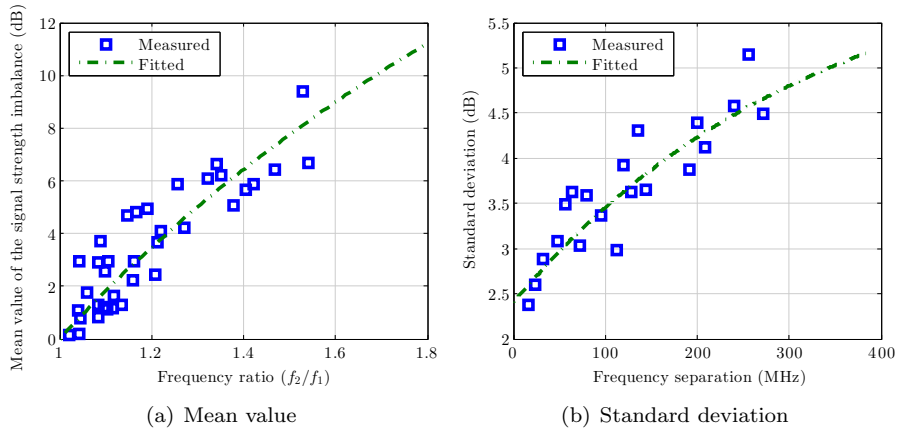 Mean value of the signal strength imbalance (dB)
12
10
8
6
4
2
0
Measured
Fitted
1
1.2
1.4
1.6
1.8
Frequency ratio (f₂/f₁)
(a) Mean value
Standard deviation (dB)
5.5
5
4.5
4
3.5
3
2.5
2
Measured
Fitted
0
100
200
300
400
Frequency separation (MHz)
(b) Standard deviation